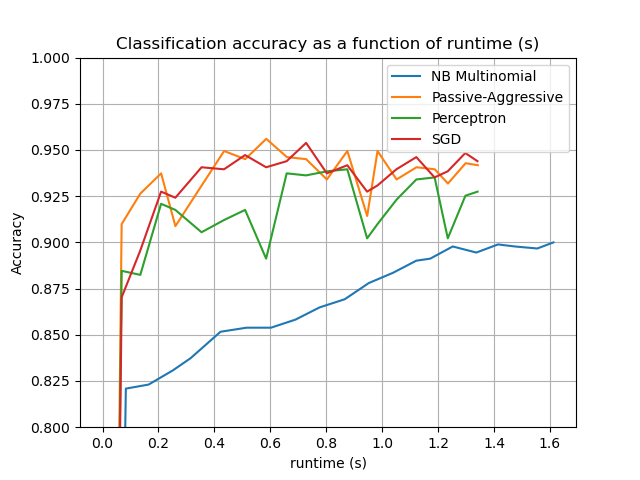 Classification accuracy as a function of runtime (s)
1.000
0.975
0.950
0.925
0.900
0.875
0.850
0.825
0.800
Accuracy
NB Multinomial
Passive-Aggressive
Perceptron
SGD
0.0 0.2 0.4 0.6 0.8 1.0 1.2 1.4 1.6
runtime (s)